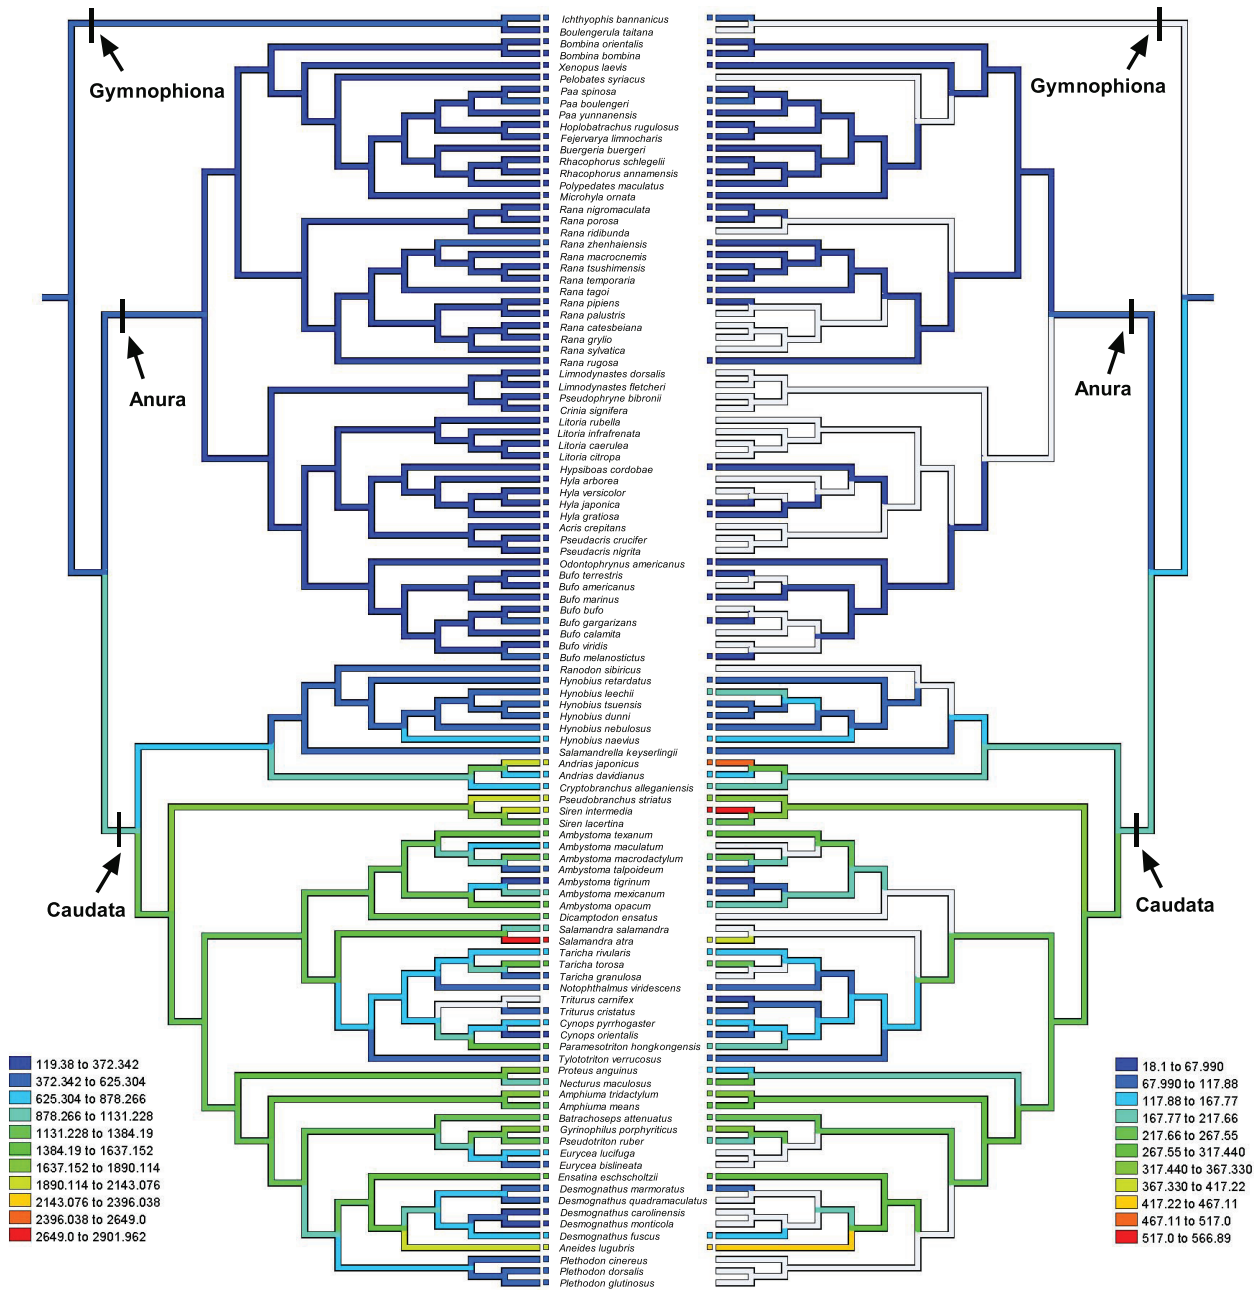 Ichthyophis bannanicus
Boulengerula taitana
Bombina orientalis
Bombina bombina
Xenopus laevis
Pelobates syriacus
Gymnophiona
Gymnophiona
Paa spinosa
Paa boulengeri
Paa yunnanensis
Hoplobatrachus rugulosus
Fejervarya limnocharis
Buergeria buergeri
Rhacophorus schlegelii
Rhacophorus annamensis
Polypedates maculatus
Microhyla ornata
Rana nigromaculata
Rana porosa
Rana ridibunda
Rana zhenhaiensis
Rana macrocnemis
Rana tsushimensis
Rana temporaria
Rana tagoi
Rana pipiens
Rana palustris
Rana catesbeiana
Rana grylio
Rana sylvatica
Rana rugosa
Limnodynastes dorsalis
Limnodynastes fletcheri
Anura
Anura
Pseudophryne bibronii
Crinia signifera
Litoria rubella
Litoria infrafrenata
Litoria caerulea
Litoria citropa
Hypsiboas cordobae
Hyla arborea
Hyla versicolor
Hyla japonica
Hyla gratiosa
Acris crepitans
Pseudacris crucifer
Pseudacris nigrita
Odontophrynus americanus
Bufo terrestris
Bufo americanus
Bufo marinus
Bufo bufo
Bufo gargarizans
Bufo calamita
Bufo viridis
Bufo melanostictus
Ranodon sibiricus
Hynobius retardatus
Hynobius leechii
Hynobius tsuensis
Hynobius dunni
Hynobius nebulosus
Hynobius naevius
Salamandrella keyserlingii
Andrias japonicus
Andrias davidianus
Cryptobranchus alleganiensis
Pseudobranchus striatus
Siren intermedia
Siren lacertina
Ambystoma texanum
Ambystoma maculatum
Ambystoma macrodactylum
Ambystoma talpoideum
Ambystoma tigrinum
Ambystoma mexicanum
Ambystoma opacum
Caudata
Caudata
Dicamptodon ensatus
Salamandra salamandra
Salamandra atra
Taricha rivularis
Taricha torosa
Taricha granulosa
Notophthalmus viridescens
Triturus carnifex
Triturus cristatus
Cynops pyrrhogaster
Cynops orientalis
Paramesotriton hongkongensis
Tylototriton verrucosus
Proteus anguinus
Necturus maculosus
Amphiuma tridactylum
Amphiuma means
Batrachoseps attenuatus
Gyrinophilus porphyriticus
Pseudotriton ruber
Eurycea lucifuga
Eurycea bislineata
Ensatina eschscholtzii
Desmognathus marmoratus
Desmognathus quadramaculatus
Desmognathus carolinensis
Desmognathus monticola
Desmognathus fuscus
Aneides lugubris
Plethodon cinereus
Plethodon dorsalis
Plethodon glutinosus
119.38 to 372.342
372.342 to 625.304
625.304 to 878.266
878.266 to 1131.228
1131.228 to 1384.19
1384.19 to 1637.152
1637.152 to 1890.114
1890.114 to 2143.076
2143.076 to 2396.038
2396.038 to 2649.0
2649.0 to 2901.962
18.1 to 67.990
67.990 to 117.88
117.88 to 167.77
167.77 to 217.66
217.66 to 267.55
267.55 to 317.440
317.440 to 367.330
367.330 to 417.22
417.22 to 467.11
467.11 to 517.0
517.0 to 566.89